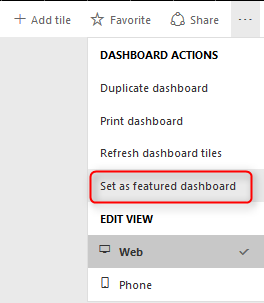 Add tile Favorite Share ...
DASHBOARD ACTIONS
Duplicate dashboard
Print dashboard
Refresh dashboard tiles
Set as featured dashboard
EDIT VIEW
Web
Phone